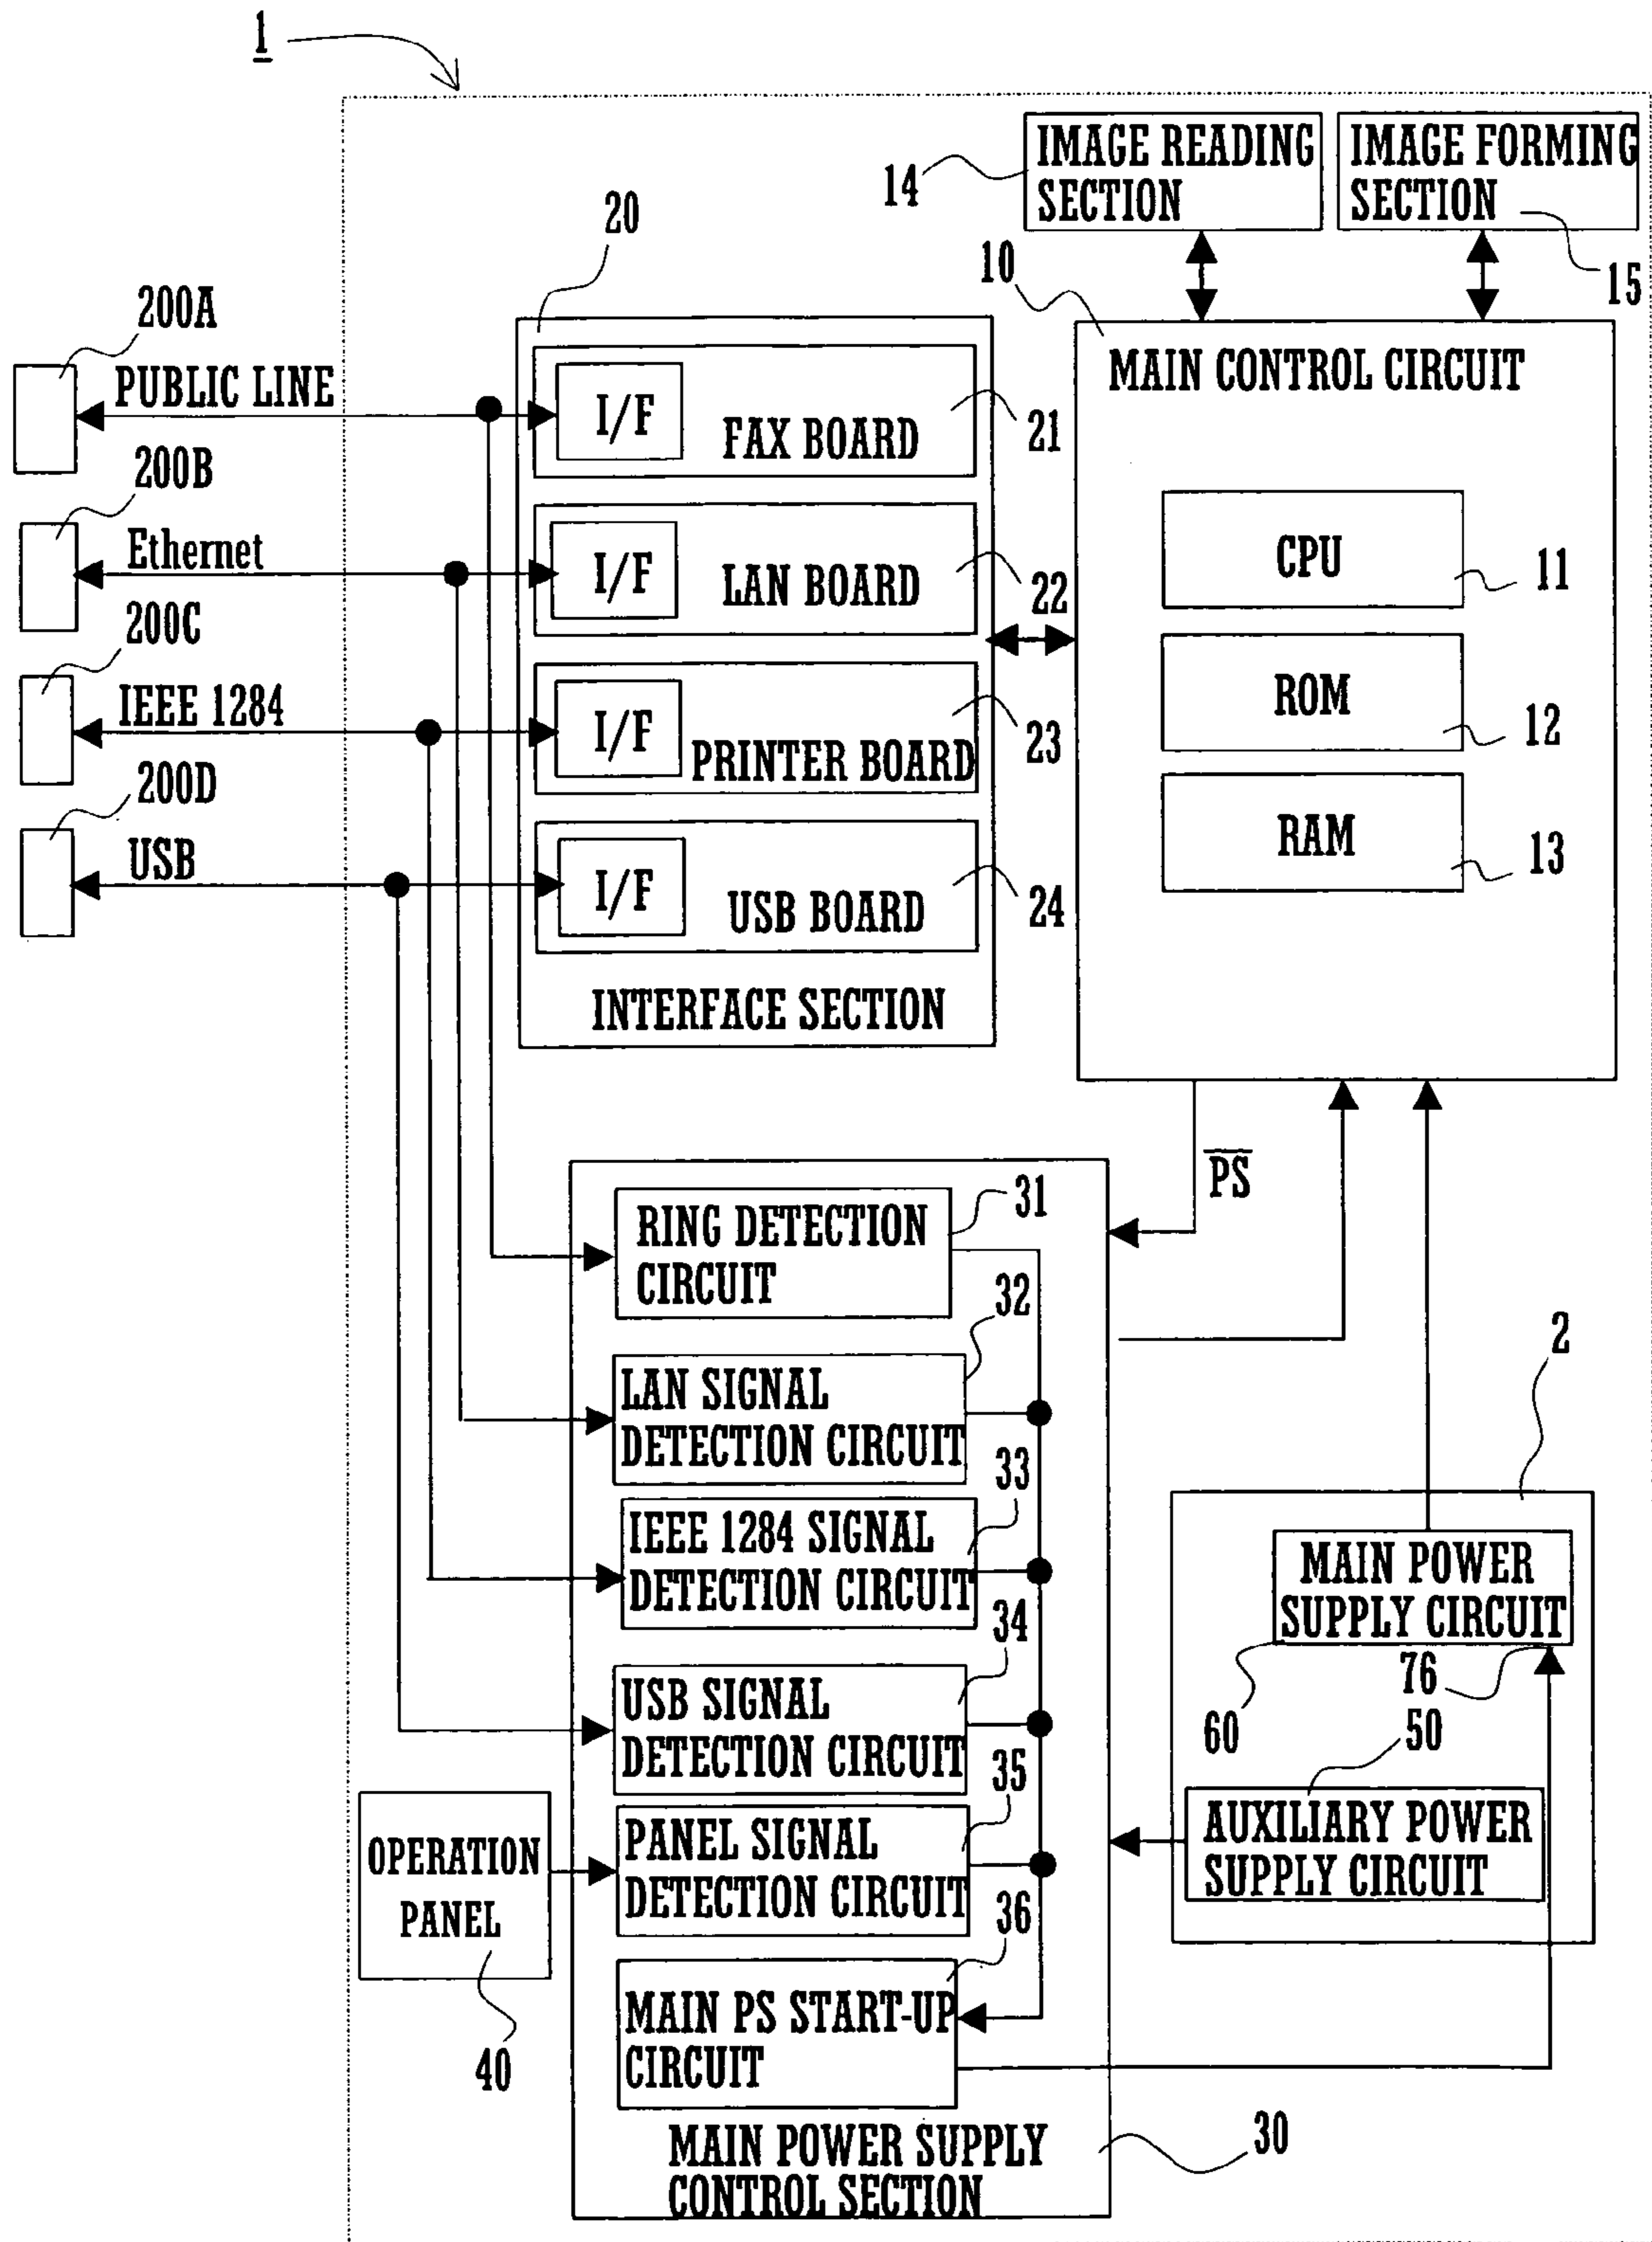 1
IMAGE READING
SECTION
14
IMAGE FORMING
SECTION
15
20
10
200A
PUBLIC LINE
I/F
FAX BOARD
21
MAIN CONTROL CIRCUIT
200B
Ethernet
I/F
LAN BOARD
22
CPU
11
200C
IEEE 1284
I/F
PRINTER BOARD
23
ROM
12
200D
USB
I/F
USB BOARD
24
RAM
13
INTERFACE SECTION
P̅S̅
RING DETECTION
CIRCUIT
31
LAN SIGNAL
DETECTION CIRCUIT
32
2
IEEE 1284 SIGNAL
DETECTION CIRCUIT
33
MAIN POWER
SUPPLY CIRCUIT
76
60
USB SIGNAL
DETECTION CIRCUIT
34
50
OPERATION
PANEL
40
PANEL SIGNAL
DETECTION CIRCUIT
35
AUXILIARY POWER
SUPPLY CIRCUIT
MAIN PS START-UP
CIRCUIT
36
MAIN POWER SUPPLY
CONTROL SECTION
30